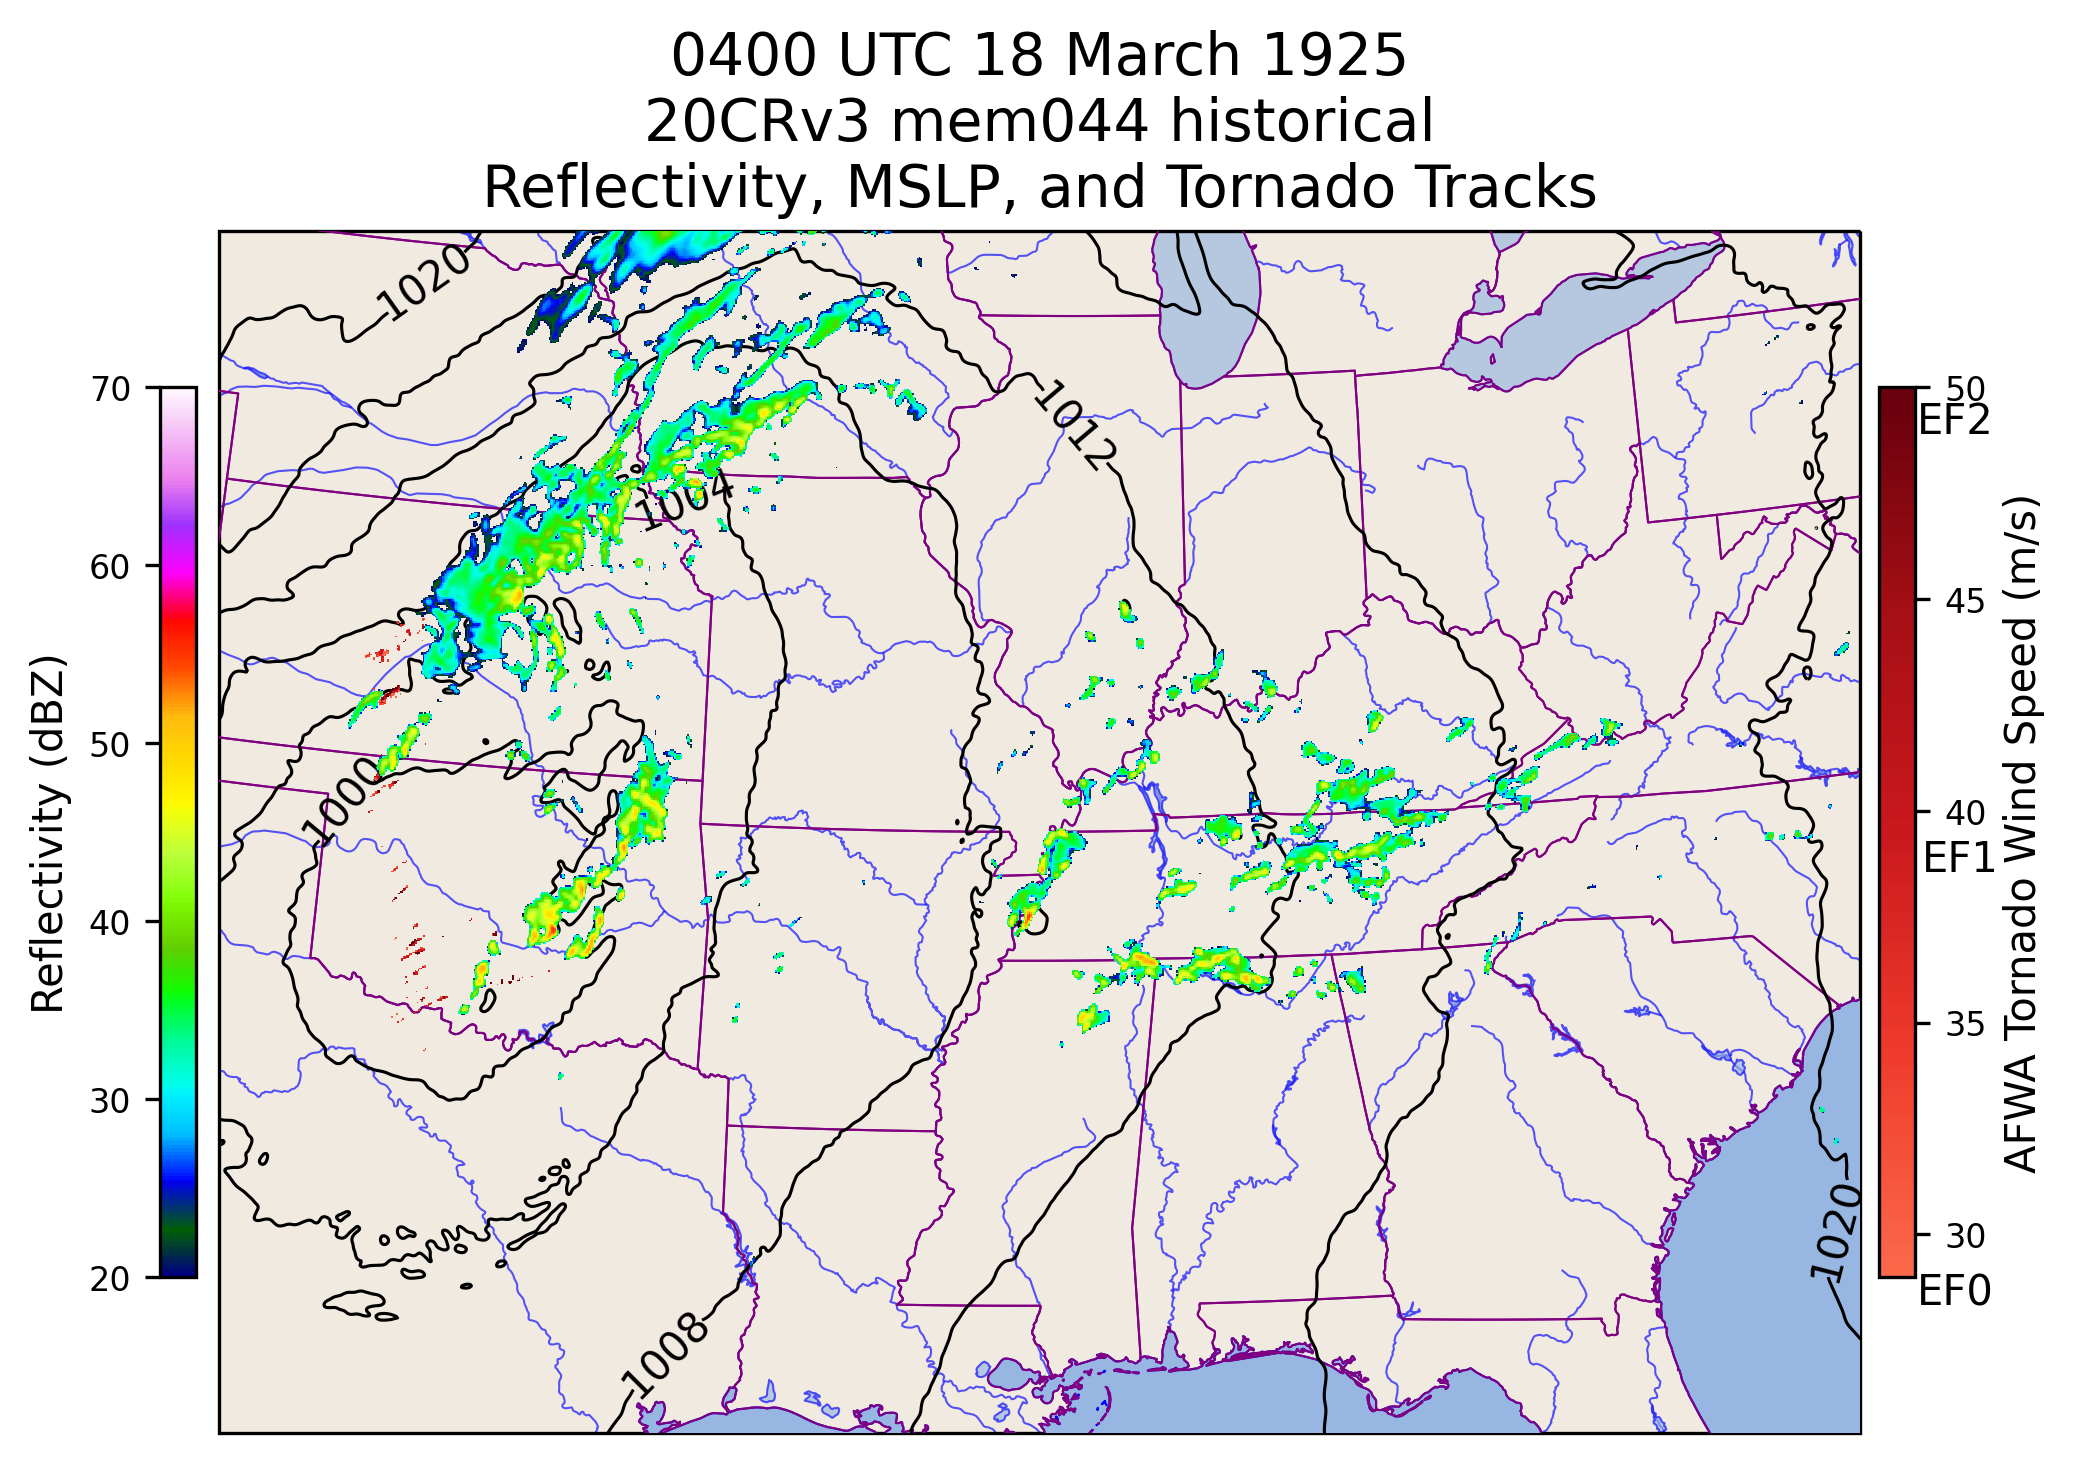 0400 UTC 18 March 1925
20CRv3 mem044 historical
Reflectivity, MSLP, and Tornado Tracks
Reflectivity (dBZ)
70
60
50
40
30
20
1020
1012
1004
1000
1008
1020
50
EF2
45
40
EF1
35
30
EF0
AFWA Tornado Wind Speed (m/s)